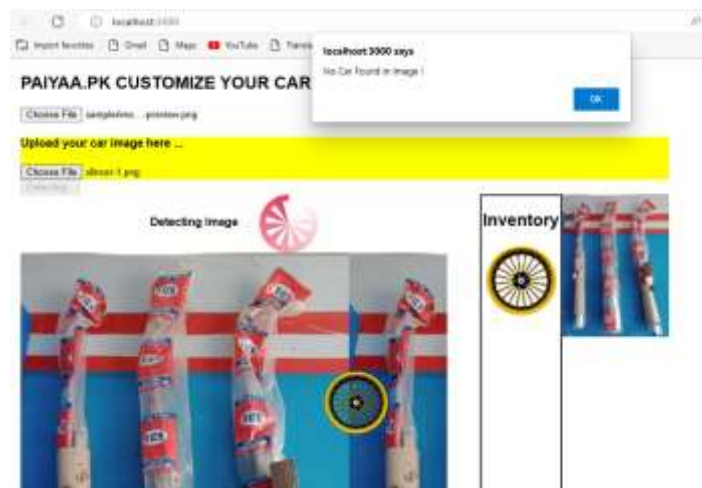 localhost:3000
Import favorites Gmail Maps YouTube
localhost:3000 says
No Car Found in Image !
OK
PAIYAA.PK CUSTOMIZE YOUR CAR
Choose File
Upload your car image here ...
Choose File
Detecting Image
Inventory